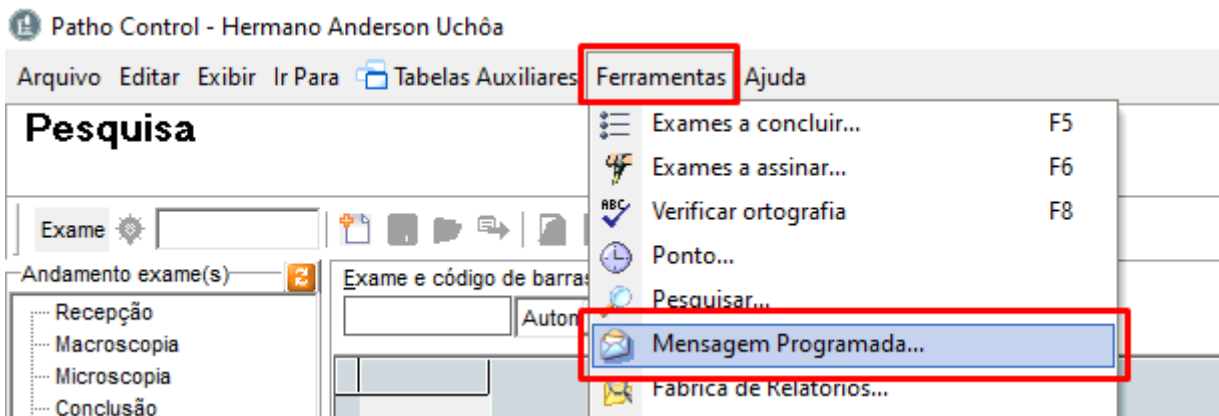 Patho Control - Hermano Anderson Uchôa
Arquivo Editar Exibir Ir Para Tabelas Auxiliares Ferramentas Ajuda
Pesquisa
Exames a concluir... F5
Exames a assinar... F6
ABC Verificar ortografia F8
Ponto...
Pesquisar...
Mensagem Programada...
Fabrica de Relatórios...
Exame
Andamento exame(s)
Recepção
Macroscopia
Microscopia
Conclusão
Exame e código de barras
Autom